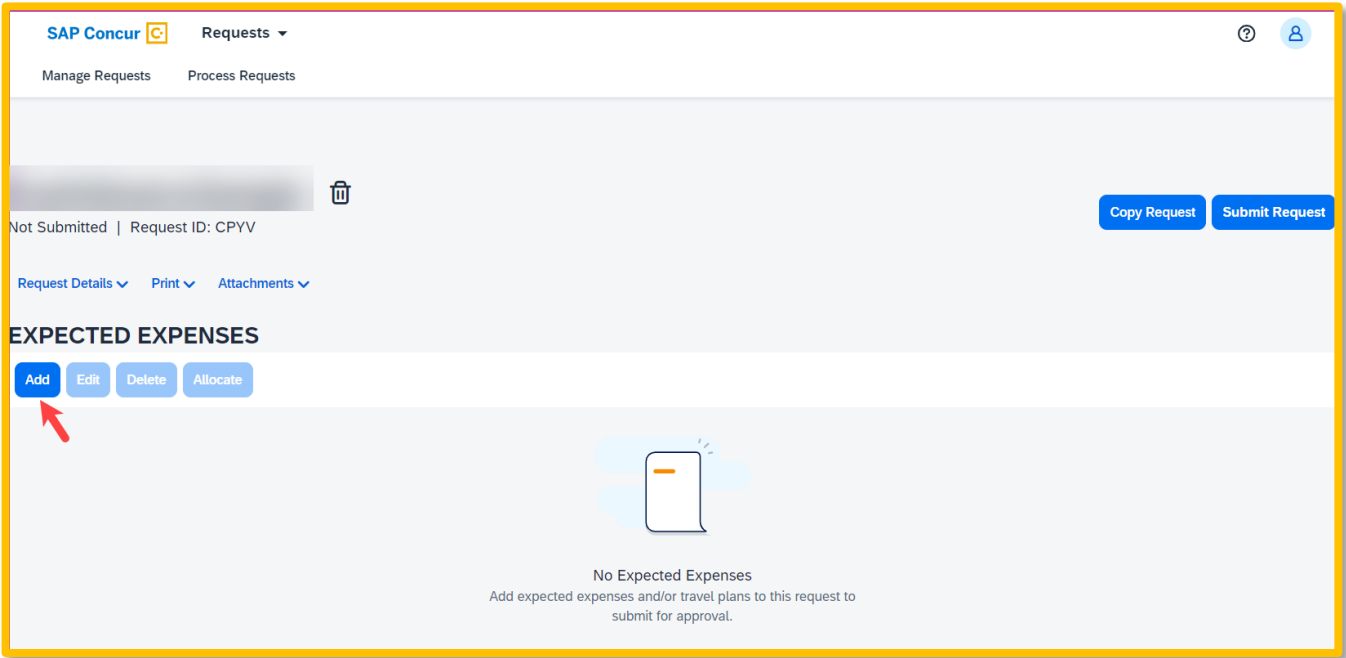 SAP Concur C Requests
Manage Requests Process Requests
Not Submitted | Request ID: CPYV
Copy Request Submit Request
Request Details Print Attachments
EXPECTED EXPENSES
Add Edit Delete Allocate
No Expected Expenses
Add expected expenses and/or travel plans to this request to
submit for approval.